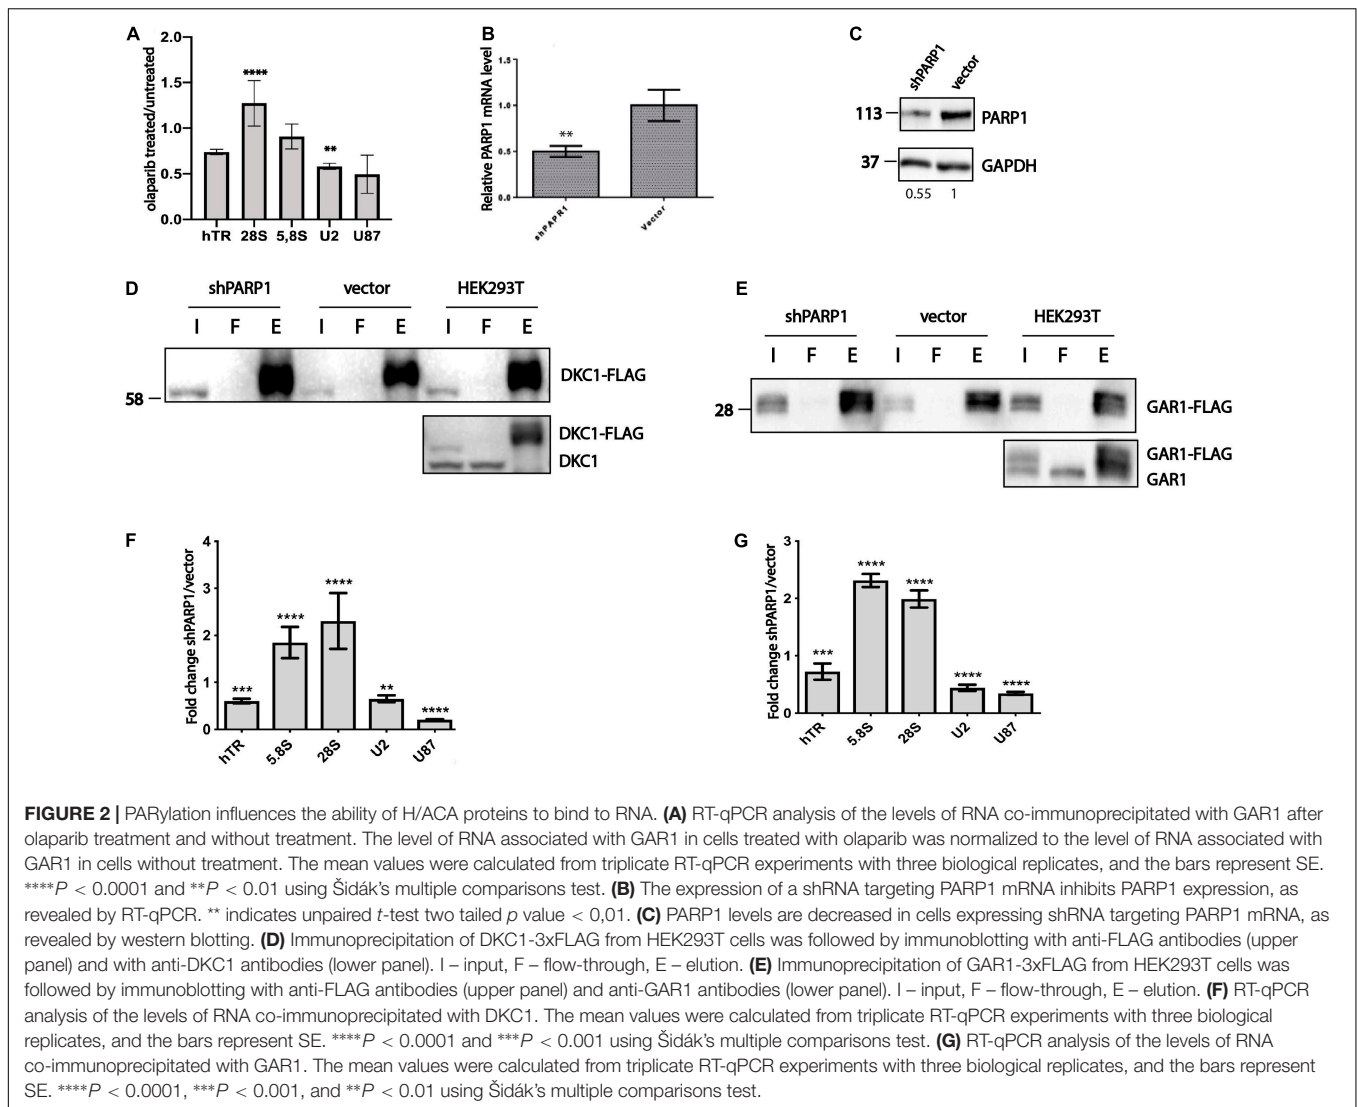 A
olaparib treated/untreated
2.0
1.5
1.0
0.5
0.0
****
**
hTR 28S 5,8S U2 U87
B
Relative PARP1 mRNA level
1.5
1.0
0.5
0.0
**
shPAPR1
Vector
C
shPARP1
vector
113
PARP1
37
GAPDH
0.55 1
D
shPARP1 vector HEK293T
I F E I F E I F E
DKC1-FLAG
58
DKC1-FLAG
DKC1
E
shPARP1 vector HEK293T
I F E I F E I F E
28
GAR1-FLAG
GAR1-FLAG
GAR1
F
Fold change shPARP1/vector
4
3
2
1
0
***
****
****
**
****
hTR 5.8S 28S U2 U87
G
Fold change shPARP1/vector
3
2
1
0
***
****
****
****
****
hTR 5.8S 28S U2 U87
FIGURE 2 | PARylation influences the ability of H/ACA proteins to bind to RNA. (A) RT-qPCR analysis of the levels of RNA co-immunoprecipitated with GAR1 after
olaparib treatment and without treatment. The level of RNA associated with GAR1 in cells treated with olaparib was normalized to the level of RNA associated with
GAR1 in cells without treatment. The mean values were calculated from triplicate RT-qPCR experiments with three biological replicates, and the bars represent SE.
****P < 0.0001 and **P < 0.01 using Šidák's multiple comparisons test. (B) The expression of a shRNA targeting PARP1 mRNA inhibits PARP1 expression, as
revealed by RT-qPCR. ** indicates unpaired t-test two tailed p value < 0,01. (C) PARP1 levels are decreased in cells expressing shRNA targeting PARP1 mRNA, as
revealed by western blotting. (D) Immunoprecipitation of DKC1-3xFLAG from HEK293T cells was followed by immunoblotting with anti-FLAG antibodies (upper
panel) and with anti-DKC1 antibodies (lower panel). I – input, F – flow-through, E – elution. (E) Immunoprecipitation of GAR1-3xFLAG from HEK293T cells was
followed by immunoblotting with anti-FLAG antibodies (upper panel) and anti-GAR1 antibodies (lower panel). I – input, F – flow-through, E – elution. (F) RT-qPCR
analysis of the levels of RNA co-immunoprecipitated with DKC1. The mean values were calculated from triplicate RT-qPCR experiments with three biological
replicates, and the bars represent SE. ****P < 0.0001 and ***P < 0.001 using Šidák's multiple comparisons test. (G) RT-qPCR analysis of the levels of RNA
co-immunoprecipitated with GAR1. The mean values were calculated from triplicate RT-qPCR experiments with three biological replicates, and the bars represent
SE. ****P < 0.0001, ***P < 0.001, and **P < 0.01 using Šidák's multiple comparisons test.